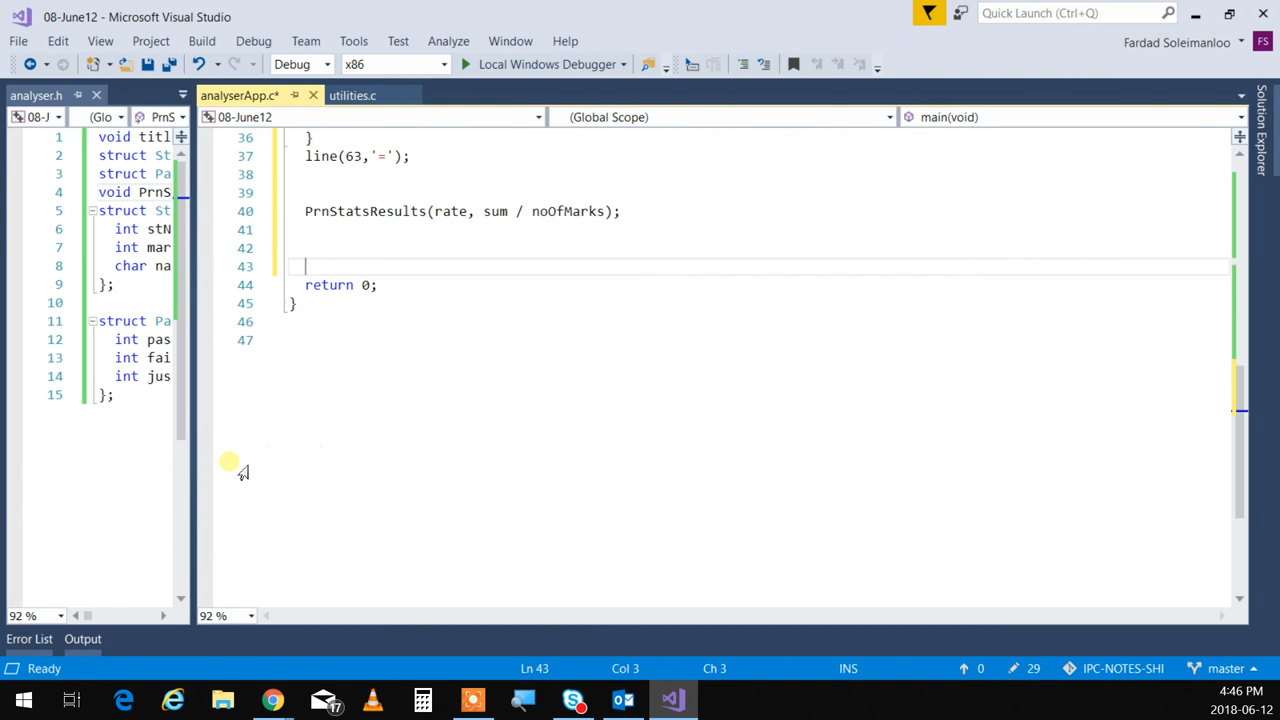 08-June12 - Microsoft Visual Studio
Quick Launch (Ctrl+Q)
File Edit View Project Build Debug Team Tools Test Analyze Window Help
Fardad Soleimanloo FS
Debug x86 Local Windows Debugger
analyser.h analyserApp.c* utilities.c
08-J (Glo PrnS 08-June12 (Global Scope) main(void)
1 void titl
2 struct St
3 struct Pa
4 void PrnS
5 struct St
6 int stN
7 int mar
8 char na
9 };
10
11 struct Pa
12 int pas
13 int fai
14 int jus
15 };
36 }
37 line(63,'=');
38
39
40 PrnStatsResults(rate, sum / noOfMarks);
41
42
43
44 return 0;
45 }
46
47
Solution Explorer
92 % 92 %
Error List Output
Ready Ln 43 Col 3 Ch 3 INS 0 29 IPC-NOTES-SHI master
17
4:46 PM
2018-06-12